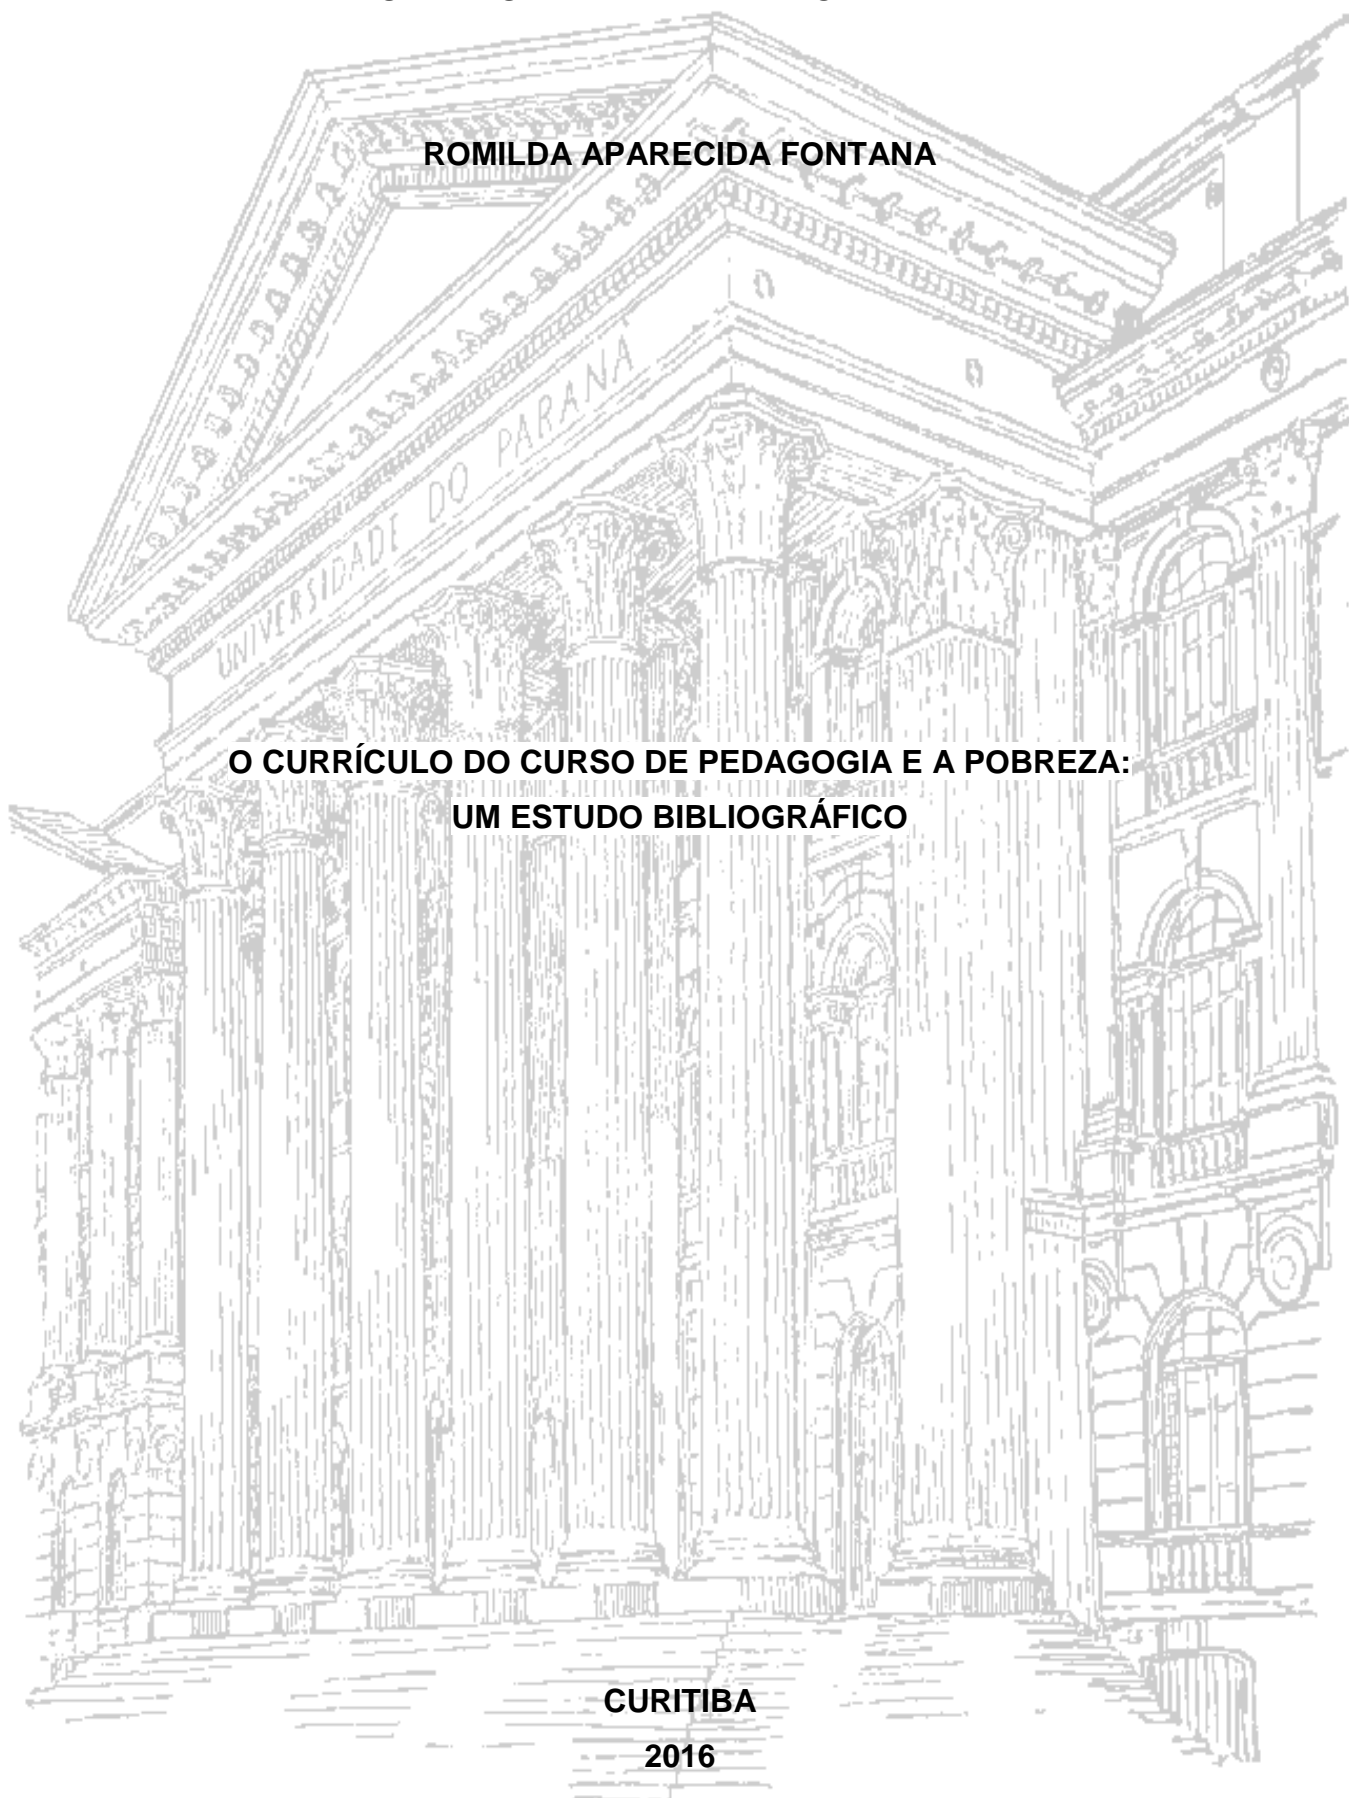 ROMILDA APARECIDA FONTANA
UNIVERSIDADE DO PARANÁ
O CURRÍCULO DO CURSO DE PEDAGOGIA E A POBREZA:
UM ESTUDO BIBLIOGRÁFICO
CURITIBA
2016